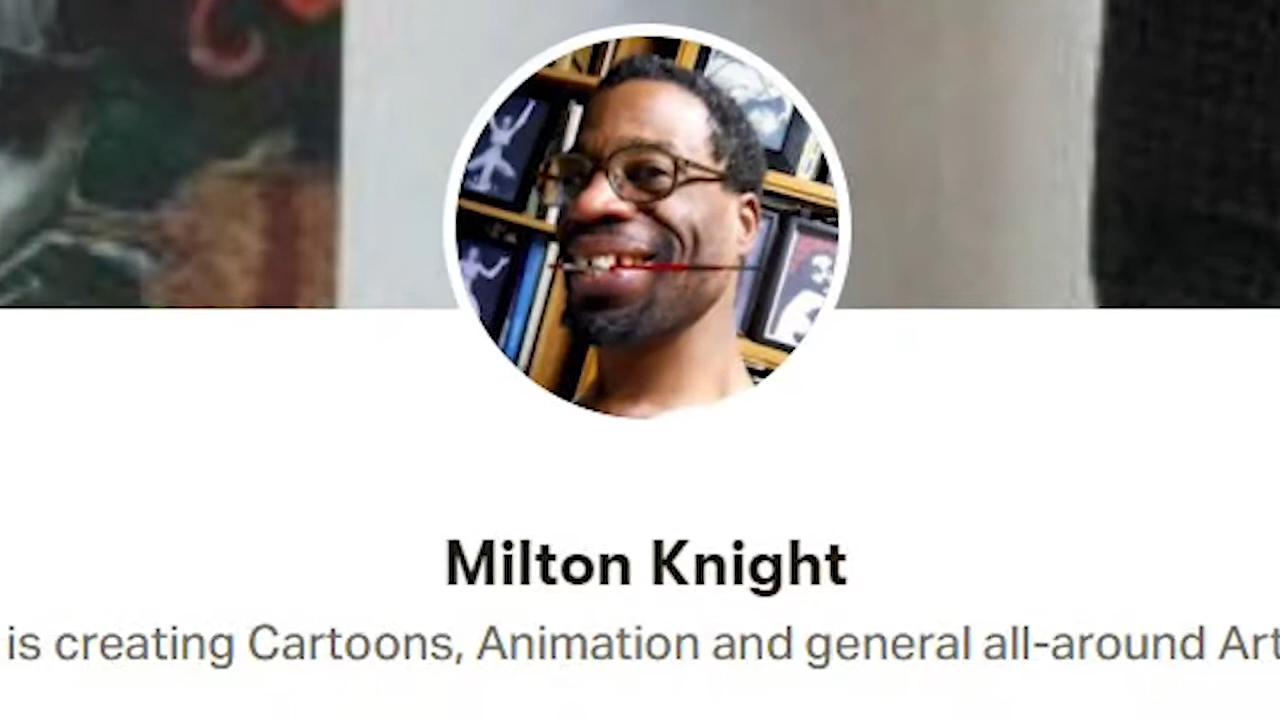 Milton Knight
is creating Cartoons, Animation and general all-around Art